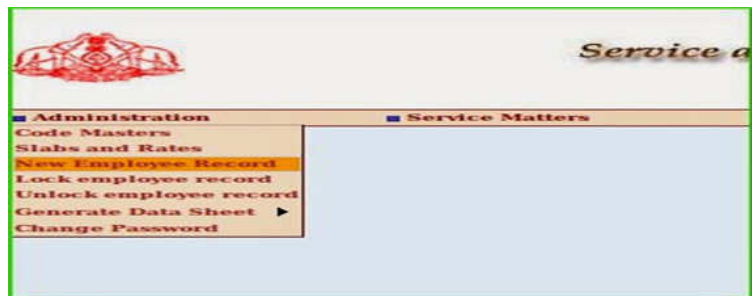 Service a
Administration Service Matters
Code Masters
Slabs and Rates
New Employee Record
Lock employee record
Unlock employee record
Generate Data Sheet
Change Password